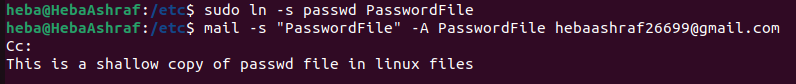 heba@HebaAshraf:/etc$ sudo ln -s passwd PasswordFile
heba@HebaAshraf:/etc$ mail -s "PasswordFile" -A PasswordFile hebaashraf26699@gmail.com
Cc:
This is a shallow copy of passwd file in linux files